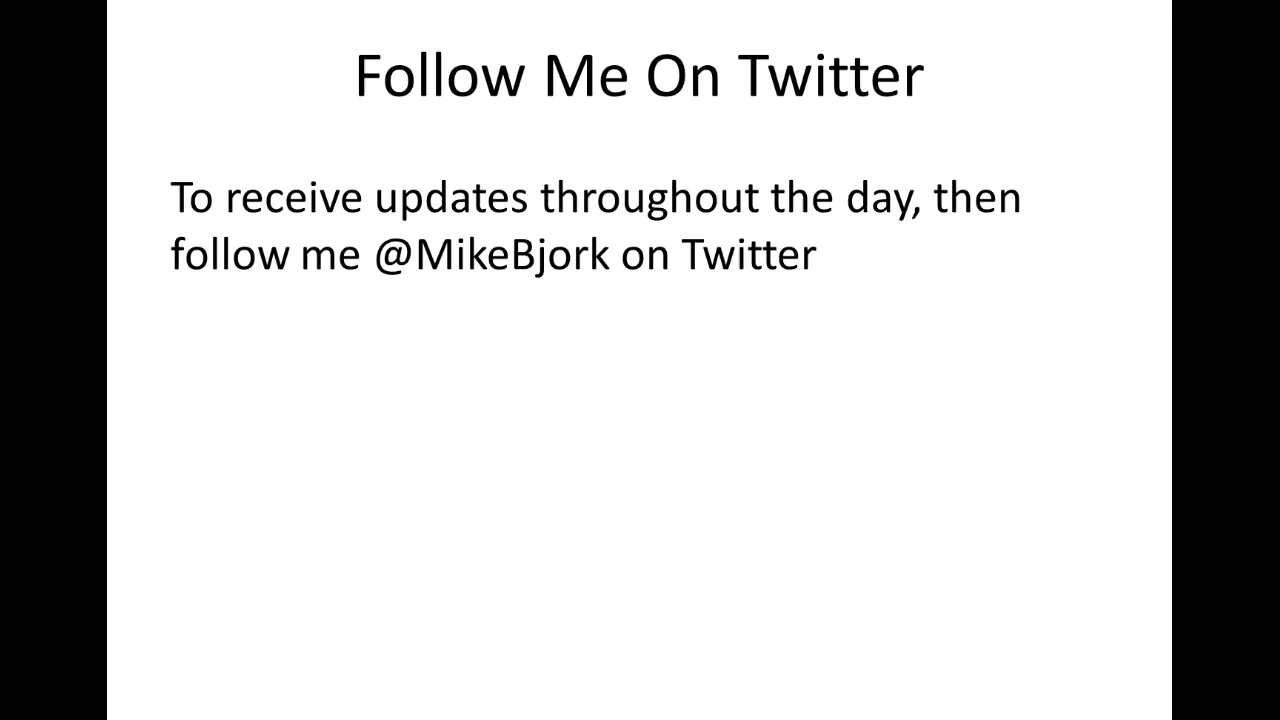 Follow Me On Twitter
To receive updates throughout the day, then
follow me @MikeBjork on Twitter